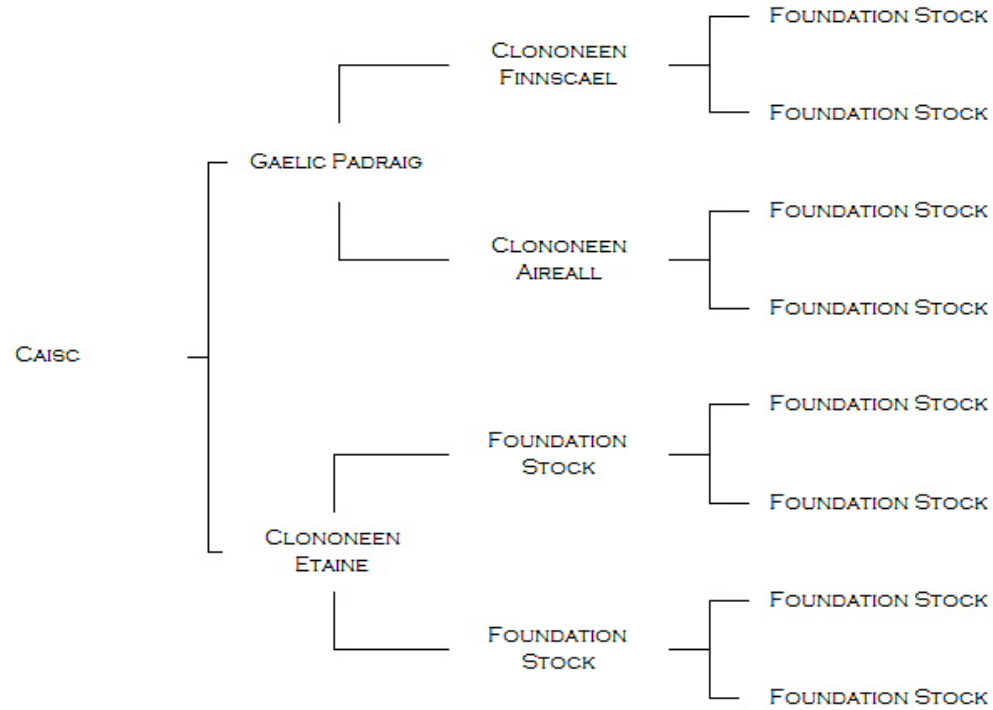 Foundation Stock
Clononeen
Finnscael
Foundation Stock
Gaelic Padraig
Foundation Stock
Clononeen
Aireall
Foundation Stock
Caisc
Foundation Stock
Foundation
Stock
Foundation Stock
Clononeen
Etaine
Foundation Stock
Foundation
Stock
Foundation Stock